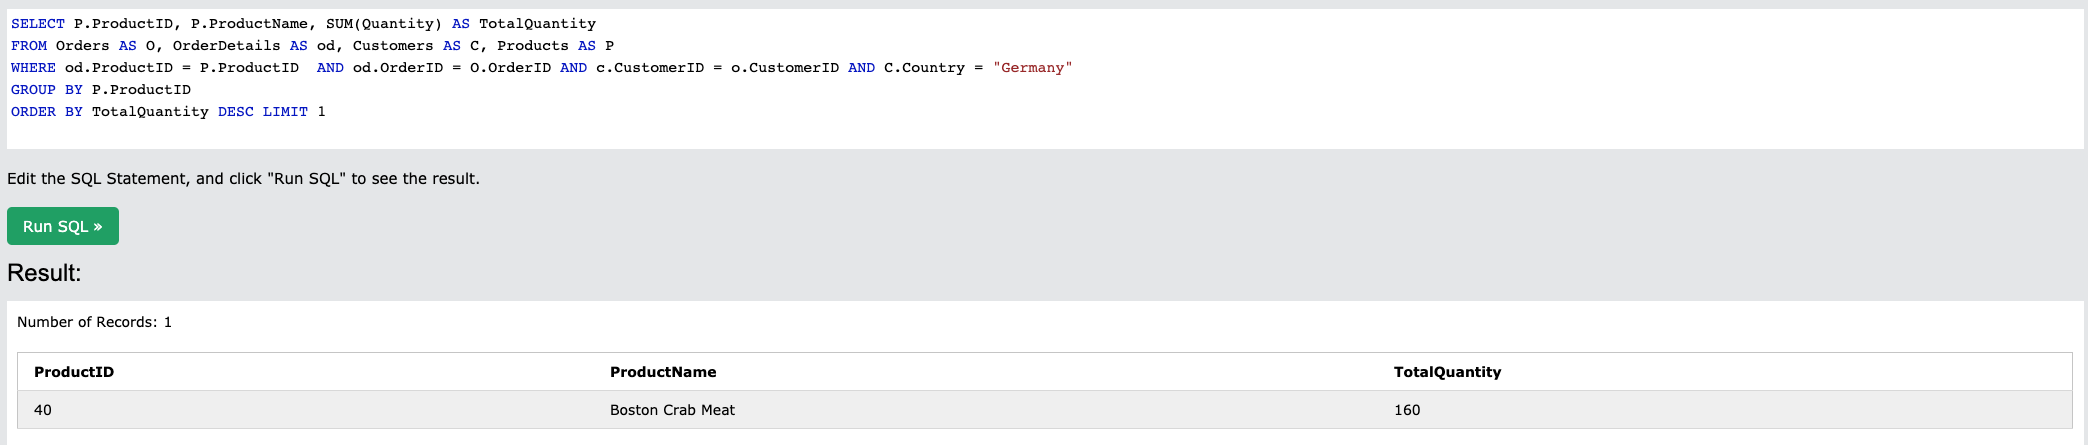 SELECT P.ProductID, P.ProductName, SUM(Quantity) AS TotalQuantity
FROM Orders AS O, OrderDetails AS od, Customers AS C, Products AS P
WHERE od.ProductID = P.ProductID  AND od.OrderID = O.OrderID AND c.CustomerID = o.CustomerID AND C.Country = "Germany"
GROUP BY P.ProductID
ORDER BY TotalQuantity DESC LIMIT 1
Edit the SQL Statement, and click "Run SQL" to see the result.
Run SQL »
Result:
Number of Records: 1
ProductID ProductName TotalQuantity
40 Boston Crab Meat 160